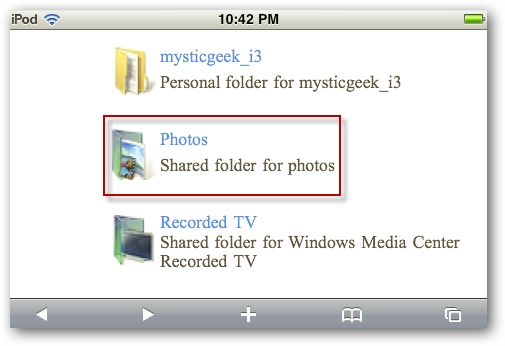 iPod 10:42 PM
mysticgeek_i3
Personal folder for mysticgeek_i3
Photos
Shared folder for photos
Recorded TV
Shared folder for Windows Media Center
Recorded TV